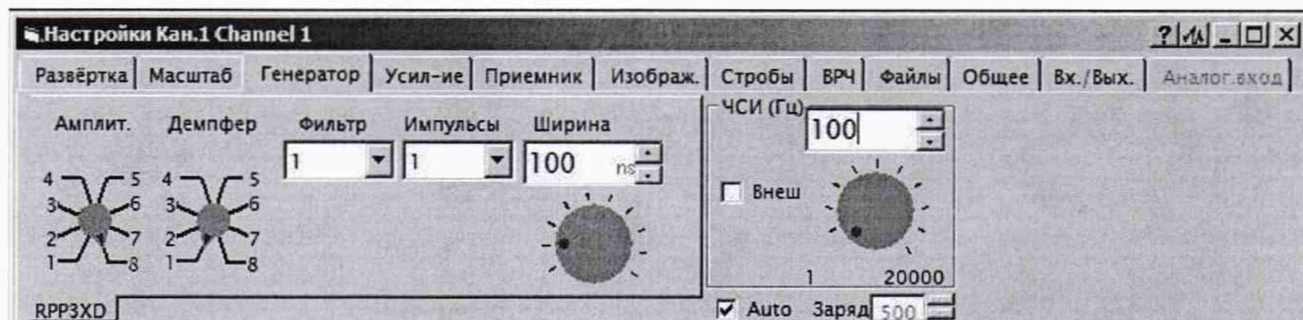 Настройки Кан.1 Channel 1
Развёртка Масштаб Генератор Усил-ие Приемник Изображ. Стробы ВРЧ Файлы Общее Вх./Вых. Аналог.вход
Амплит. Демпфер Фильтр Импульсы Ширина ЧСИ (Гц)
1 1 100 ns 100
4 5 4 5
3 6 3 6
Внеш
2 7 2 7
1 8 1 8
1 20000
RPP3XD
Auto Заряд 500